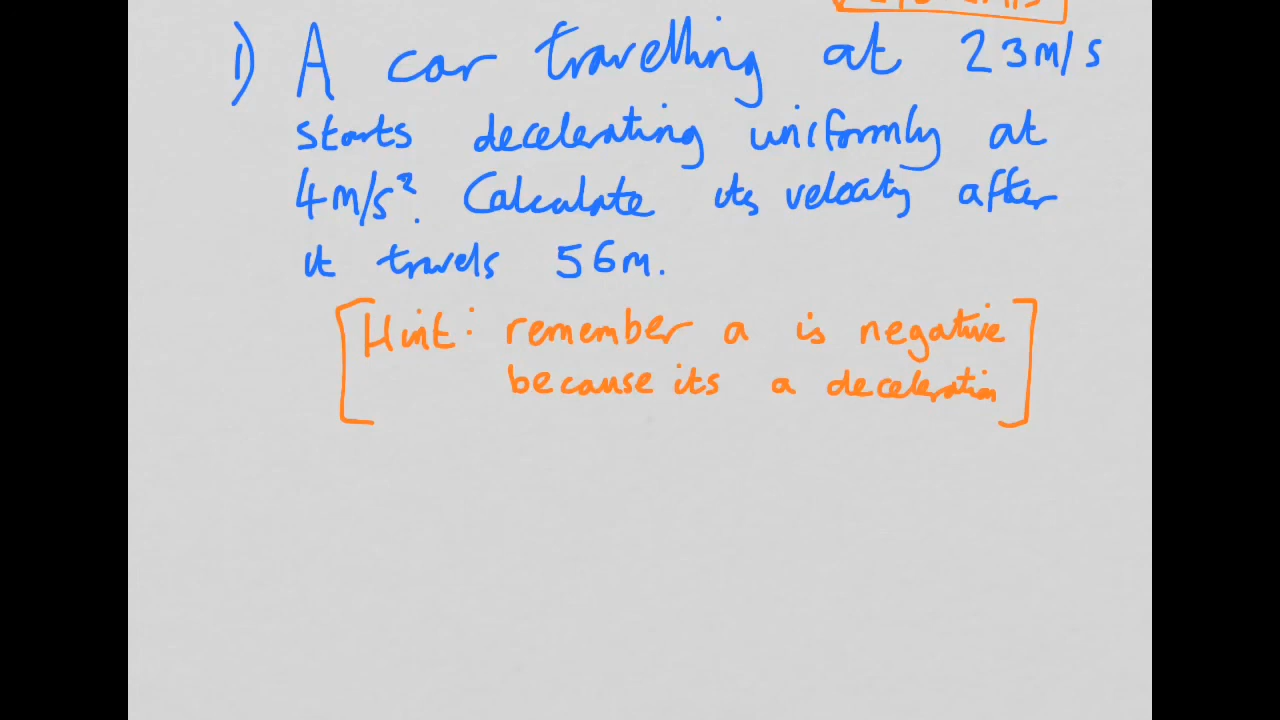 1) A car travelling at 23m/s
starts decelerating uniformly at
4m/s². Calculate its velocity after
it travels 56m.
[Hint: remember a is negative
because its a deceleration]